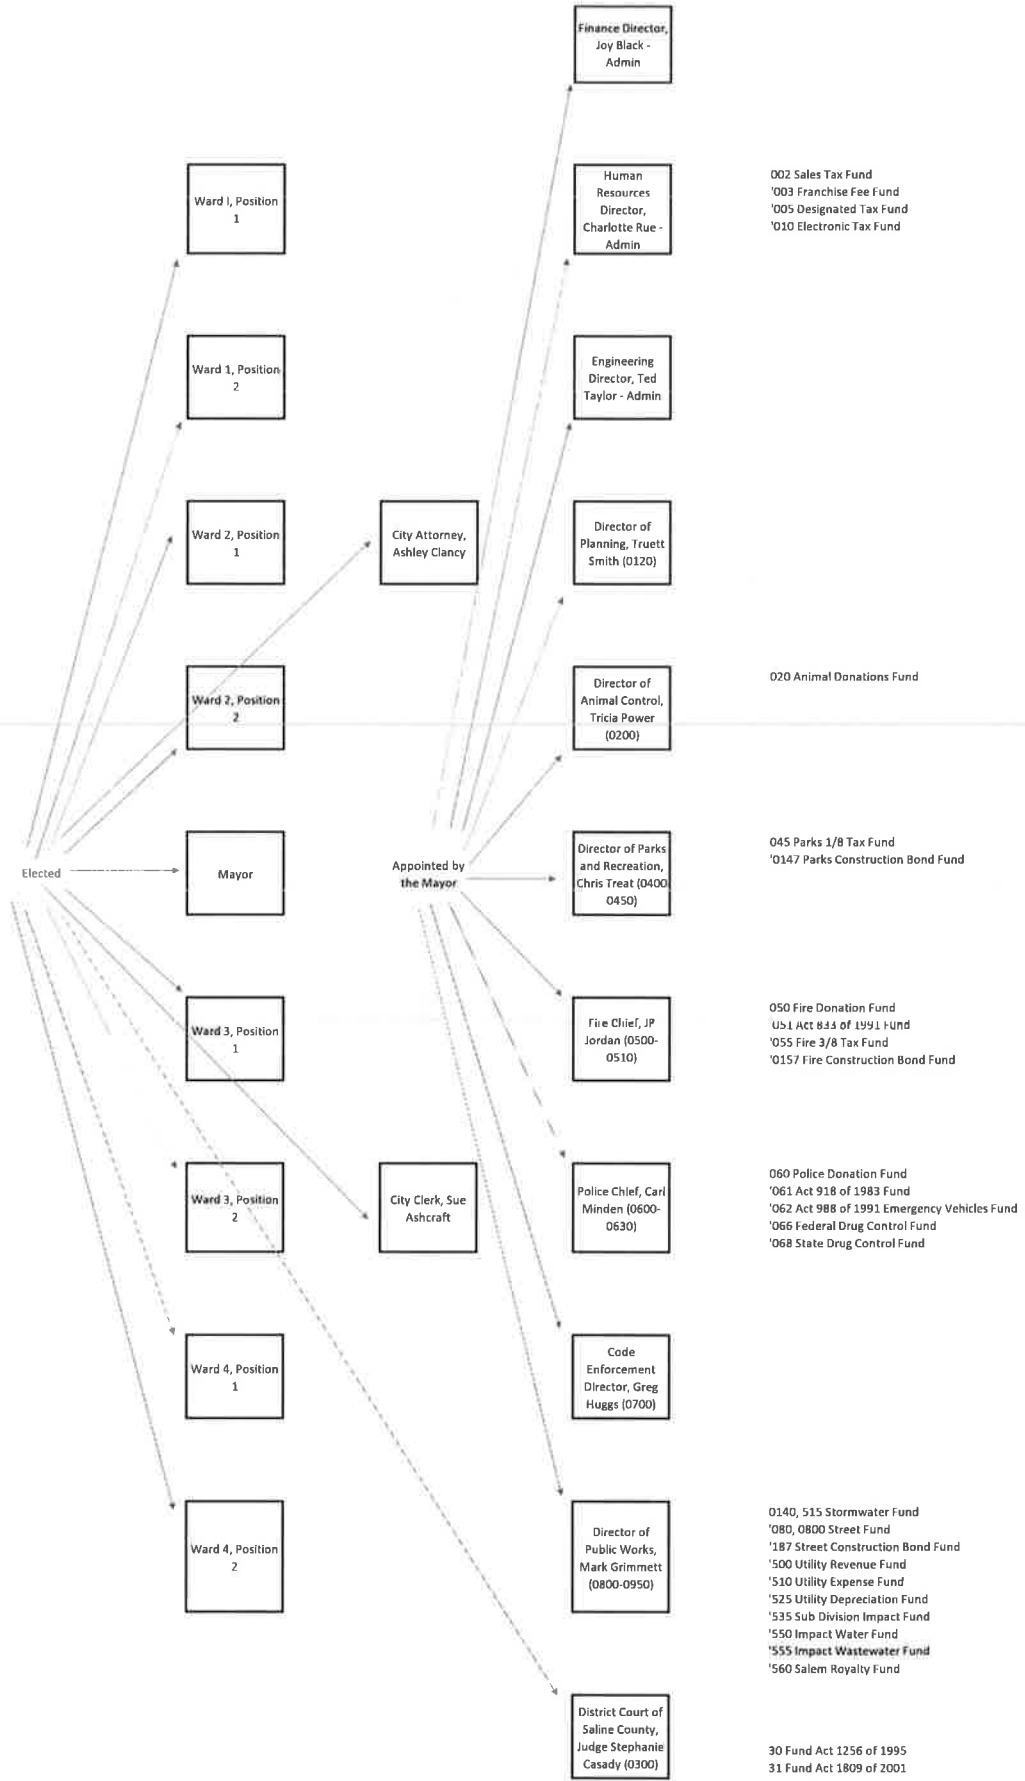 Finance Director,
Joy Black -
Admin
Ward I, Position
1
Human
Resources
Director,
Charlotte Rue -
Admin
002 Sales Tax Fund
'003 Franchise Fee Fund
'005 Designated Tax Fund
'010 Electronic Tax Fund
Ward 1, Position
2
Engineering
Director, Ted
Taylor - Admin
Ward 2, Position
1
City Attorney,
Ashley Clancy
Director of
Planning, Truett
Smith (0120)
Ward 2, Position
2
Director of
Animal Control,
Tricia Power
(0200)
020 Animal Donations Fund
Elected
Mayor
Appointed by
the Mayor
Director of Parks
and Recreation,
Chris Treat (0400
0450)
045 Parks 1/8 Tax Fund
'0147 Parks Construction Bond Fund
Ward 3, Position
1
Fire Chief, JP
Jordan (0500-
0510)
050 Fire Donation Fund
'051 Act 833 of 1991 Fund
'055 Fire 3/8 Tax Fund
'0157 Fire Construction Bond Fund
Ward 3, Position
2
City Clerk, Sue
Ashcraft
Police Chief, Carl
Minden (0600-
0630)
060 Police Donation Fund
'061 Act 918 of 1983 Fund
'062 Act 988 of 1991 Emergency Vehicles Fund
'066 Federal Drug Control Fund
'068 State Drug Control Fund
Ward 4, Position
1
Code
Enforcement
Director, Greg
Huggs (0700)
Ward 4, Position
2
Director of
Public Works,
Mark Grimmett
(0800-0950)
0140, 515 Stormwater Fund
'080, 0800 Street Fund
'187 Street Construction Bond Fund
'500 Utility Revenue Fund
'510 Utility Expense Fund
'525 Utility Depreciation Fund
'535 Sub Division Impact Fund
'550 Impact Water Fund
'555 Impact Wastewater Fund
'560 Salem Royalty Fund
District Court of
Saline County,
Judge Stephanie
Casady (0300)
30 Fund Act 1256 of 1995
31 Fund Act 1809 of 2001